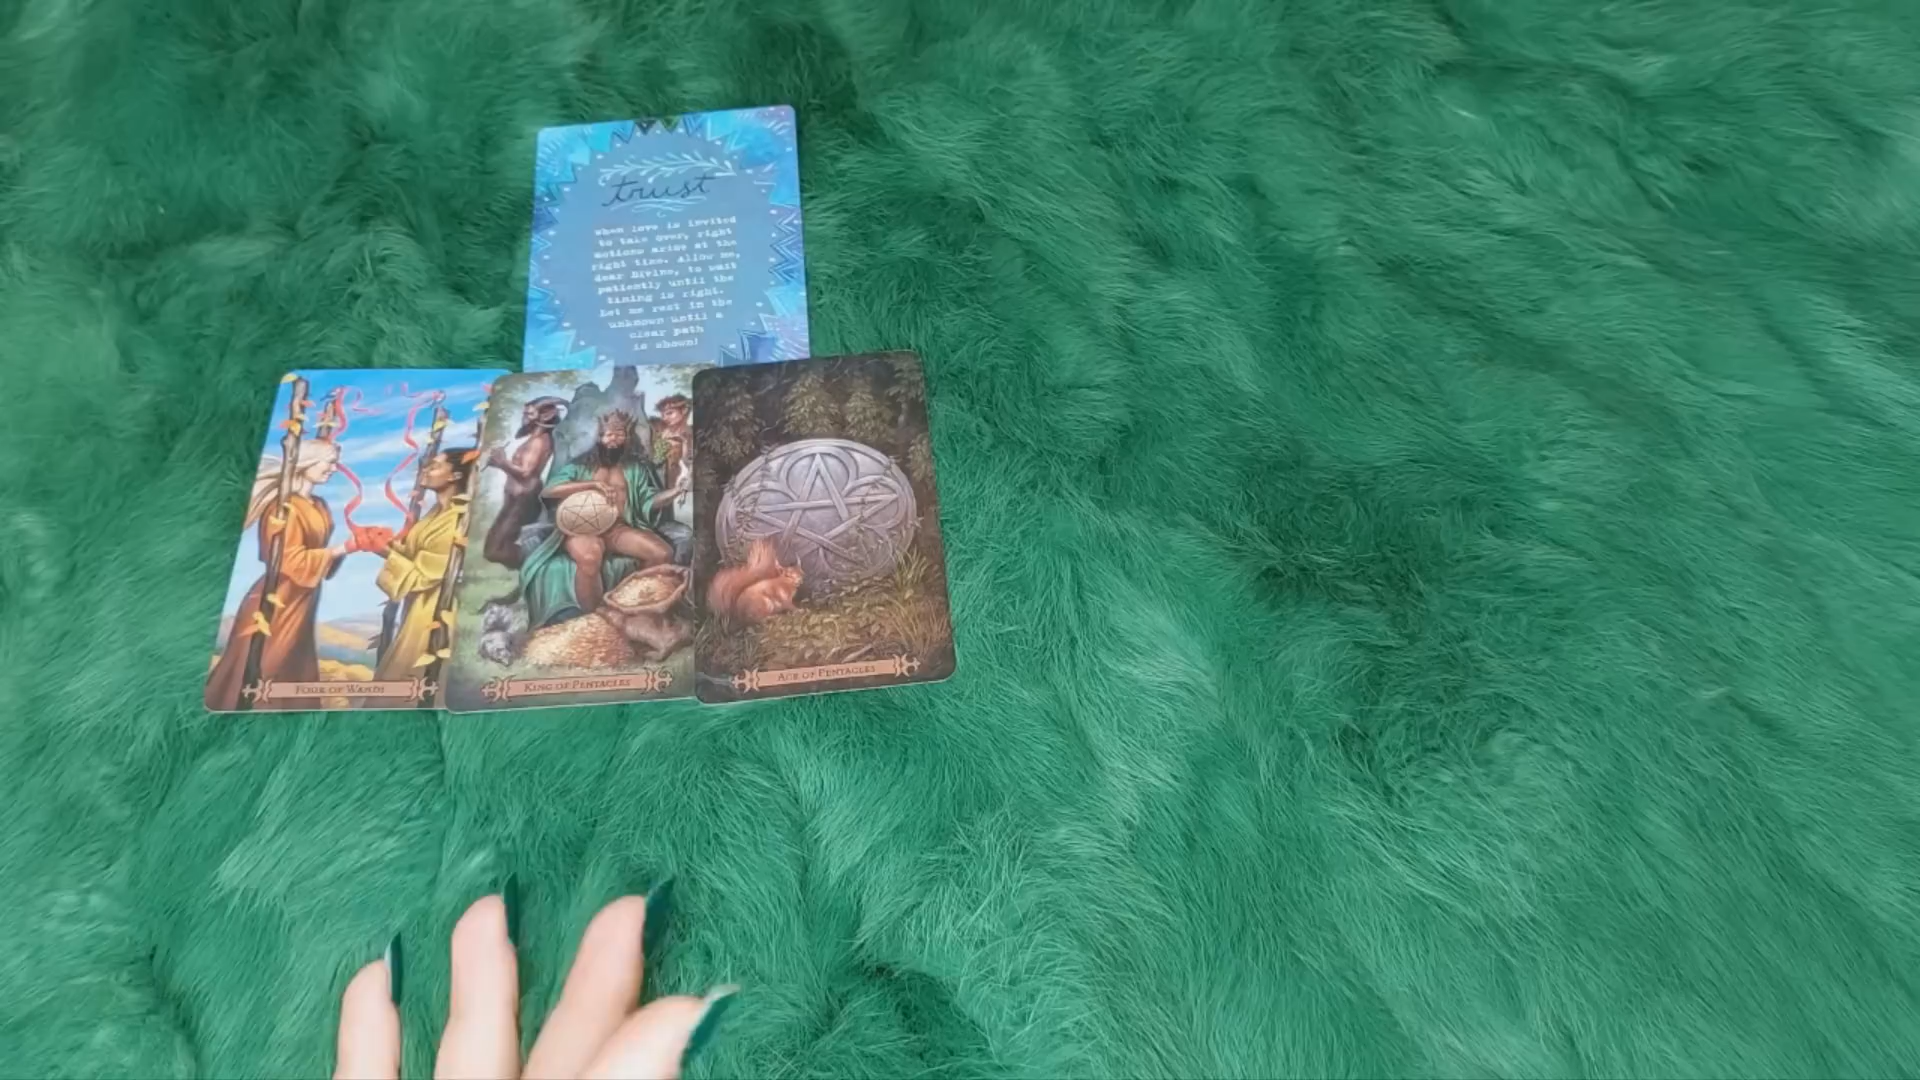 trust
When love is invited
to take over, right
motions arise at the
right time. Allow me,
dear Divine, to wait
patiently until the
timing is right.
Let me rest in the
unknown until a
clear path
is shown!
Four of Wands
King of Pentacles
Ace of Pentacles